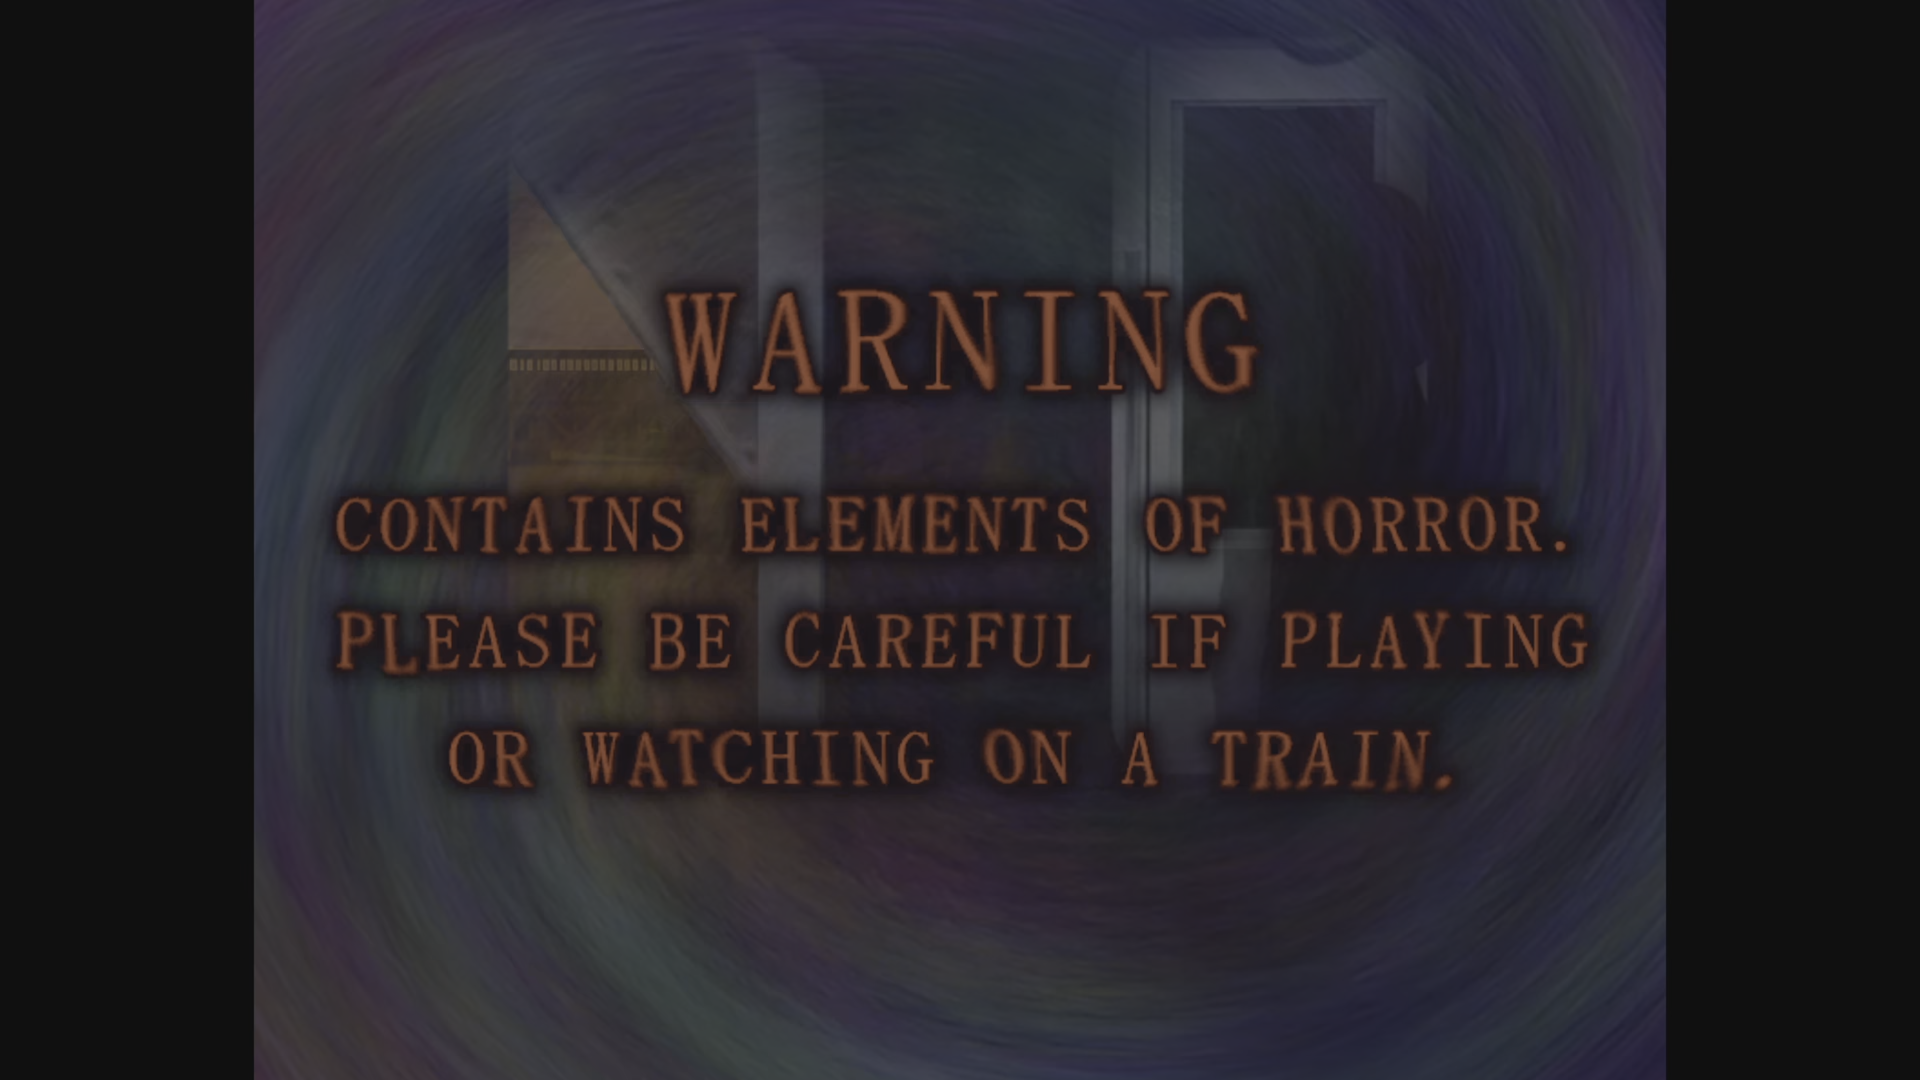 WARNING
CONTAINS ELEMENTS OF HORROR.
PLEASE BE CAREFUL IF PLAYING
OR WATCHING ON A TRAIN.